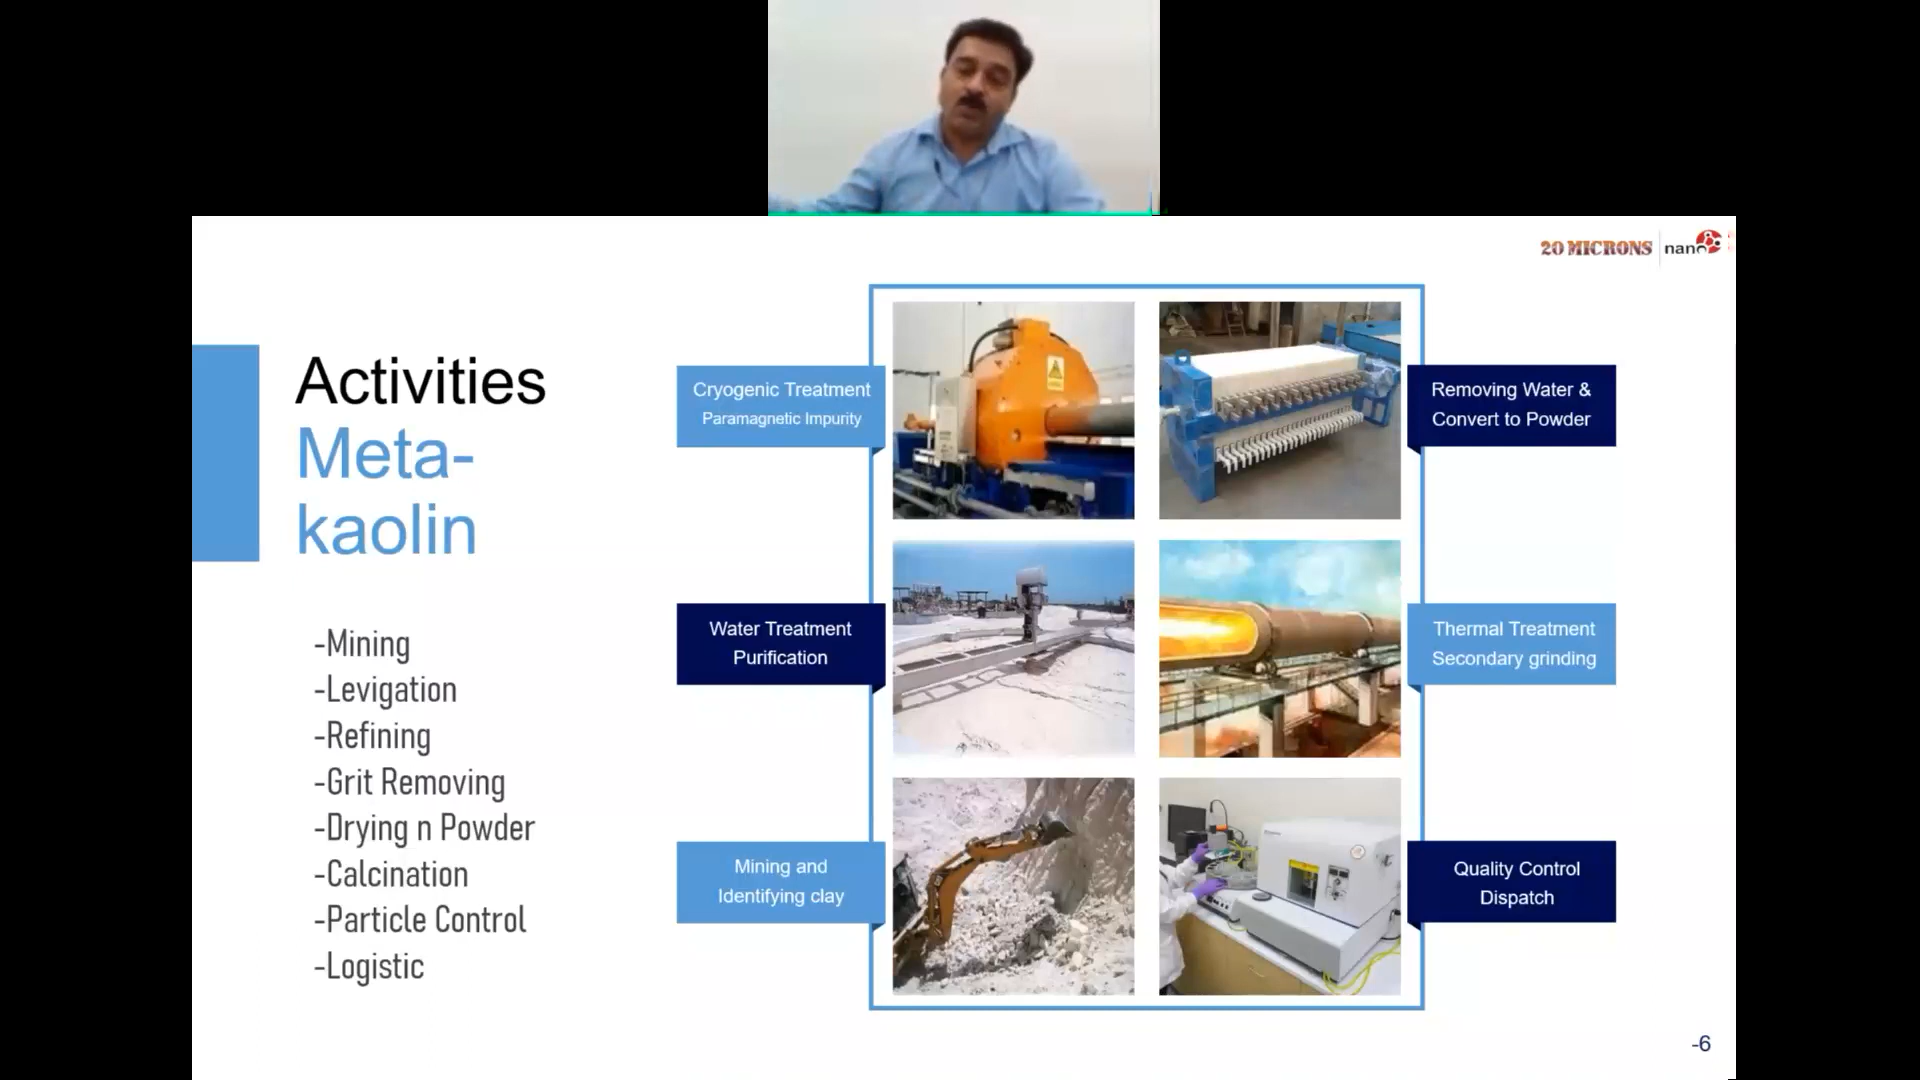 20 MICRONS
nano
Activities
Meta-
kaolin
-Mining
-Levigation
-Refining
-Grit Removing
-Drying n Powder
-Calcination
-Particle Control
-Logistic
Cryogenic Treatment
Paramagnetic Impurity
Removing Water &
Convert to Powder
Water Treatment
Purification
Thermal Treatment
Secondary grinding
Mining and
Identifying clay
Quality Control
Dispatch
-6